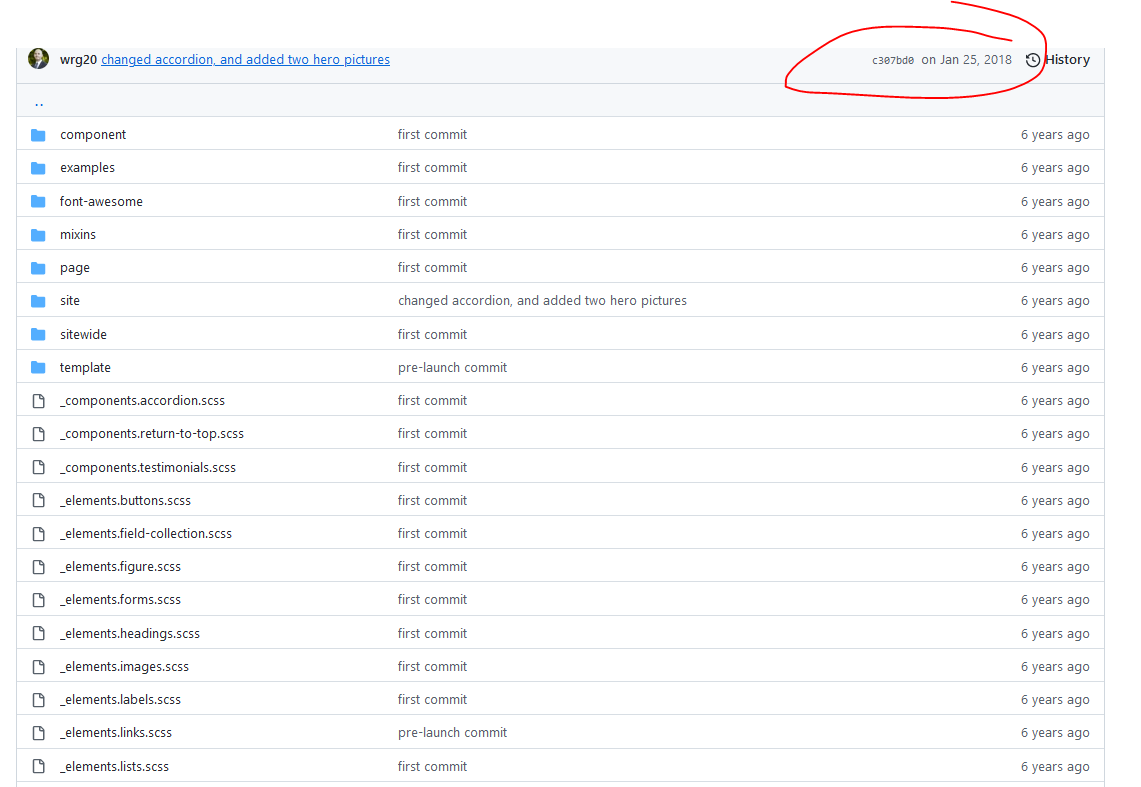 wrg20 changed accordion, and added two hero pictures c307bd0 on Jan 25, 2018 History
..
component first commit 6 years ago
examples first commit 6 years ago
font-awesome first commit 6 years ago
mixins first commit 6 years ago
page first commit 6 years ago
site changed accordion, and added two hero pictures 6 years ago
sitewide first commit 6 years ago
template pre-launch commit 6 years ago
_components.accordion.scss first commit 6 years ago
_components.return-to-top.scss first commit 6 years ago
_components.testimonials.scss first commit 6 years ago
_elements.buttons.scss first commit 6 years ago
_elements.field-collection.scss first commit 6 years ago
_elements.figure.scss first commit 6 years ago
_elements.forms.scss first commit 6 years ago
_elements.headings.scss first commit 6 years ago
_elements.images.scss first commit 6 years ago
_elements.labels.scss first commit 6 years ago
_elements.links.scss pre-launch commit 6 years ago
_elements.lists.scss first commit 6 years ago